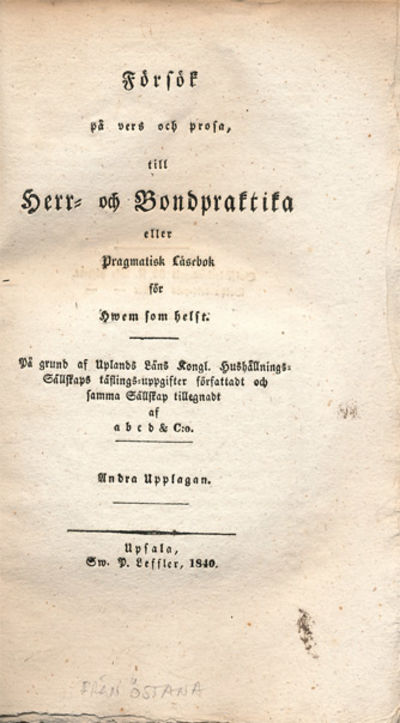 Försök
på vers och prosa,
till
Herr- och Bondpraktika
eller
Pragmatisk Läsebok
för
Hwem som helst.
På grund af Uplands Läns Kongl. Hushållnings-
Sällskaps täflings-uppgifter författadt och
samma Sällskap tillegnadt
af
a b c d & C:o.
Andra Upplagan.
Upsala,
Sw. P. Leffler, 1840.
FRÅN ÖSTANA